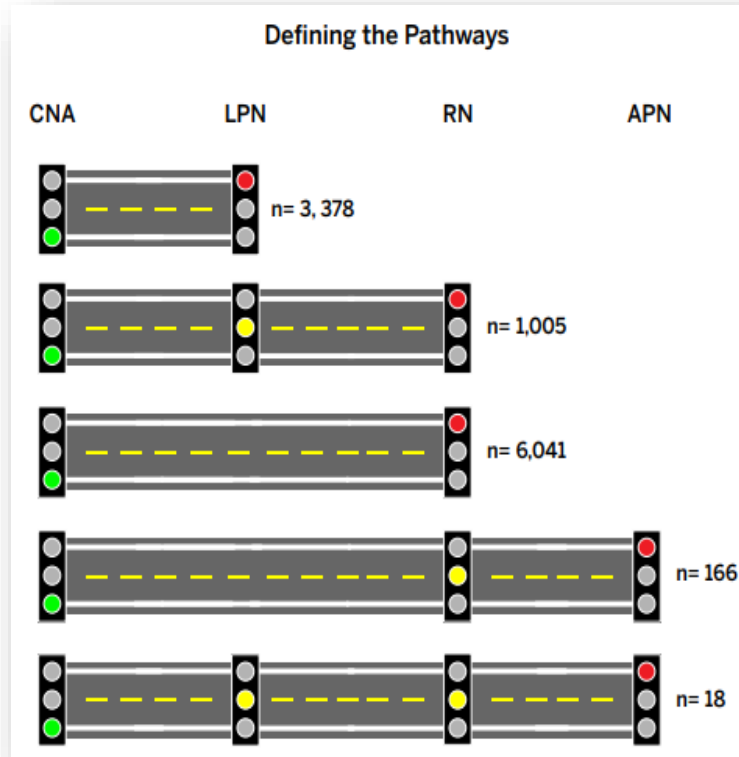 Defining the Pathways
CNA LPN RN APN
n= 3, 378
n= 1,005
n= 6,041
n= 166
n= 18